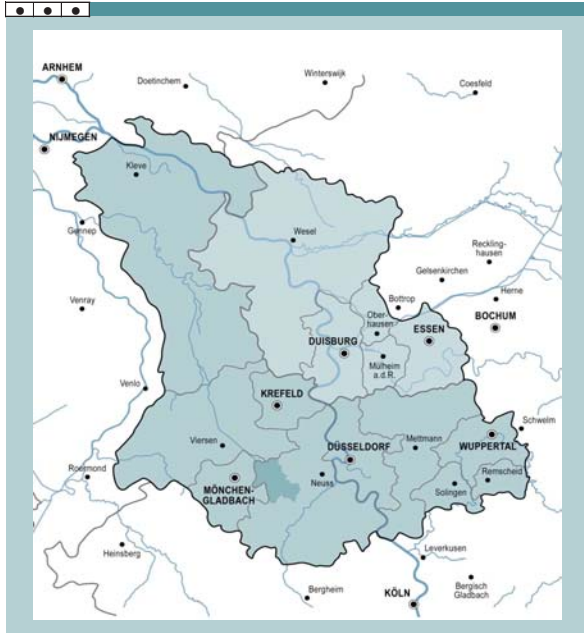 ARNHEM
Doetinchem
Winterswijk
Coesfeld
NIJMEGEN
Kleve
Gennep
Wesel
Reckling-
hausen
Gelsenkirchen
Herne
Venray
Bottrop
BOCHUM
Ober-
hausen
ESSEN
DUISBURG
Mülheim
a.d.R.
Venlo
KREFELD
Schwelm
Viersen
DÜSSELDORF
Mettmann
WUPPERTAL
Roermond
Neuss
Remscheid
MÖNCHEN-
GLADBACH
Solingen
Heinsberg
Leverkusen
Bergheim
KÖLN
Bergisch
Gladbach